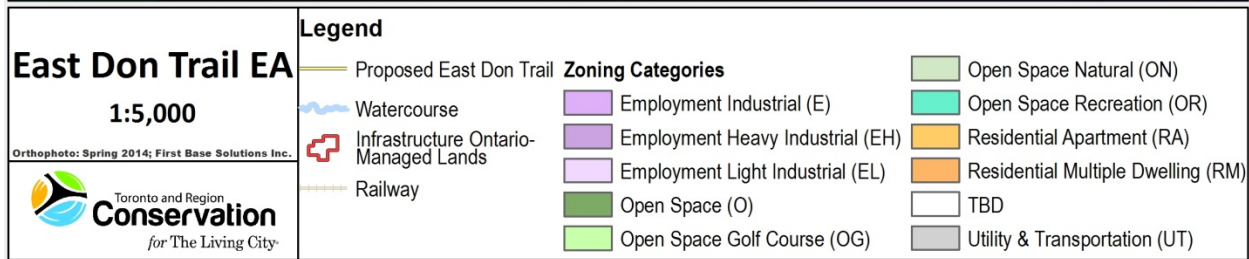 East Don Trail EA
1:5,000
Orthophoto: Spring 2014; First Base Solutions Inc.
Toronto and Region
Conservation
for The Living City
Legend
Proposed East Don Trail
Watercourse
Infrastructure Ontario-
Managed Lands
Railway
Zoning Categories
Employment Industrial (E)
Employment Heavy Industrial (EH)
Employment Light Industrial (EL)
Open Space (O)
Open Space Golf Course (OG)
Open Space Natural (ON)
Open Space Recreation (OR)
Residential Apartment (RA)
Residential Multiple Dwelling (RM)
TBD
Utility & Transportation (UT)